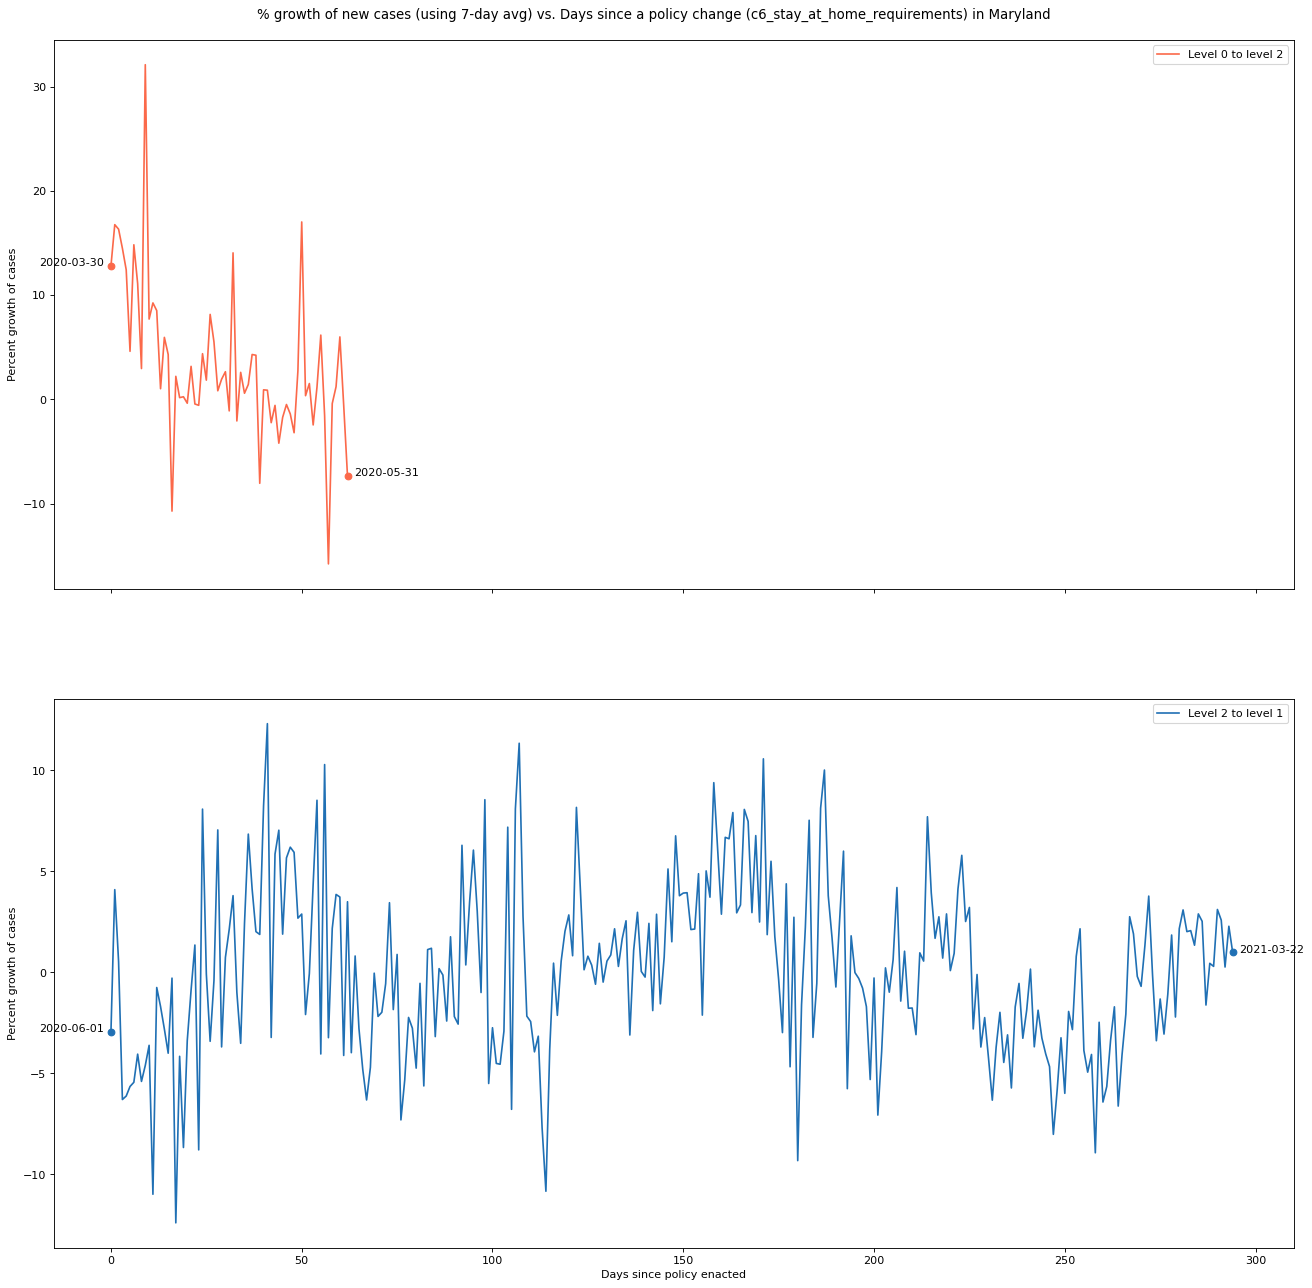 % growth of new cases (using 7-day avg) vs. Days since a policy change (c6_stay_at_home_requirements) in Maryland
Level 0 to level 2
30
20
10
0
−10
Percent growth of cases
2020-03-30
2020-05-31
Level 2 to level 1
10
5
0
−5
−10
Percent growth of cases
2020-06-01
2021-03-22
0 50 100 150 200 250 300
Days since policy enacted